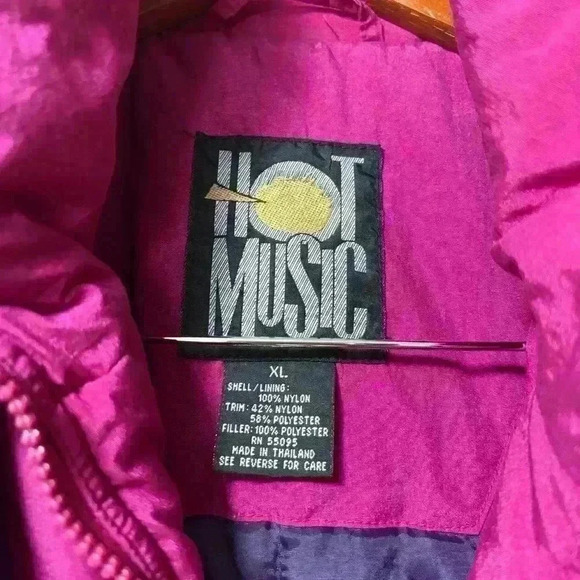 HOT
MUSIC
XL
SHELL/LINING:
100% NYLON
TRIM: 42% NYLON
58% POLYESTER
FILLER: 100% POLYESTER
RN 55095
MADE IN THAILAND
SEE REVERSE FOR CARE